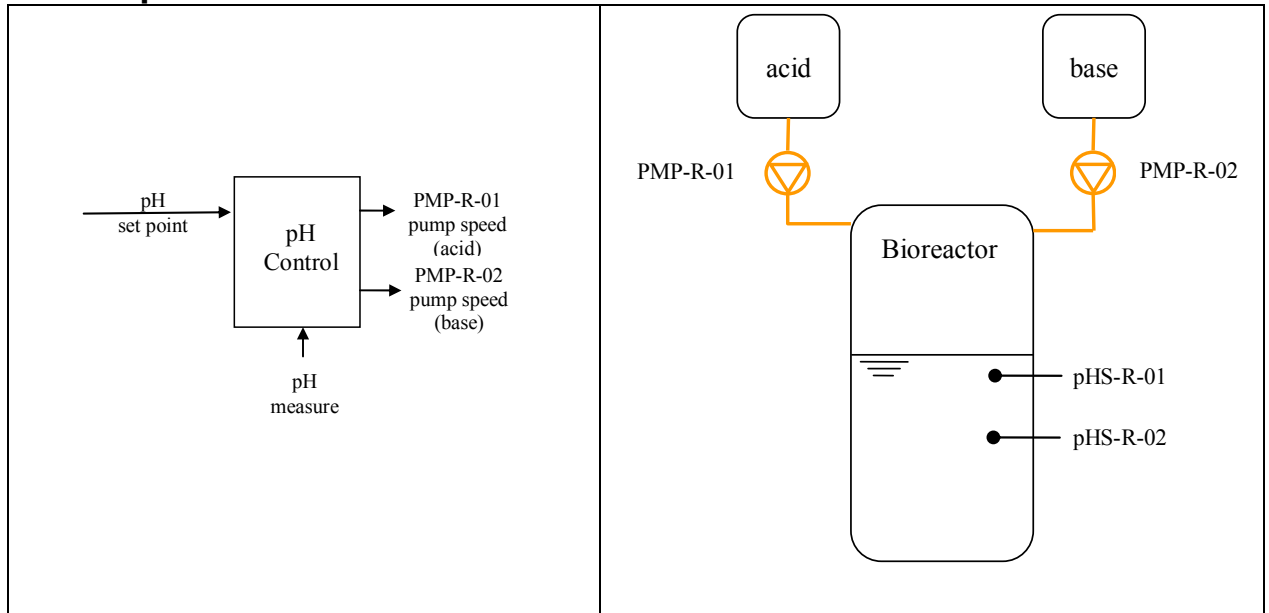 pH
set point
pH
Control
PMP-R-01
pump speed
(acid)
PMP-R-02
pump speed
(base)
pH
measure
acid
base
PMP-R-01
PMP-R-02
Bioreactor
pHS-R-01
pHS-R-02